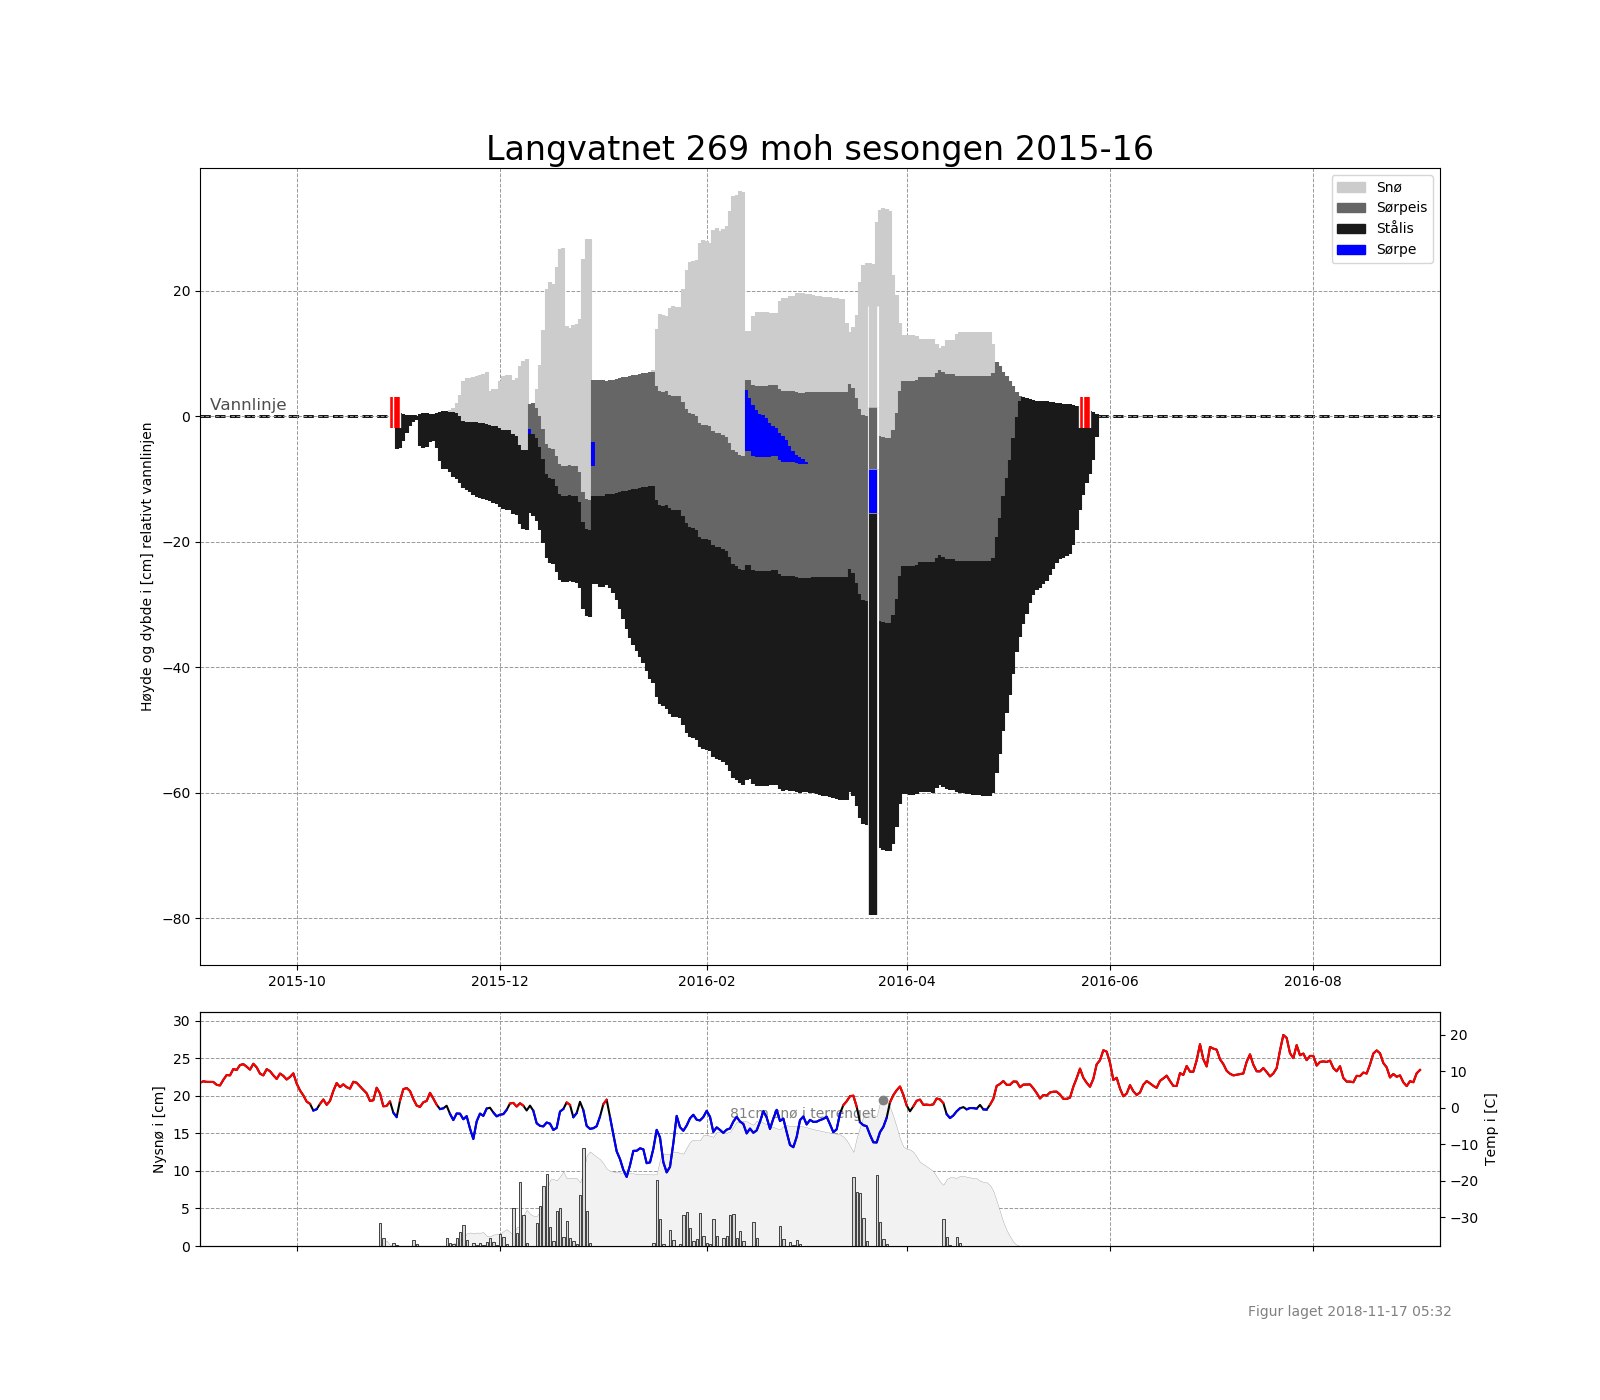 Langvatnet 269 moh sesongen 2015-16
Snø
Sørpeis
Stålis
Sørpe
Vannlinje
Høyde og dybde i [cm] relativt vannlinjen
20
0
−20
−40
−60
−80
2015-10
2015-12
2016-02
2016-04
2016-06
2016-08
Nysnø i [cm]
30
25
20
15
10
5
0
81cm snø i terrenget
20
10
0
−10
−20
−30
Temp i [C]
Figur laget 2018-11-17 05:32